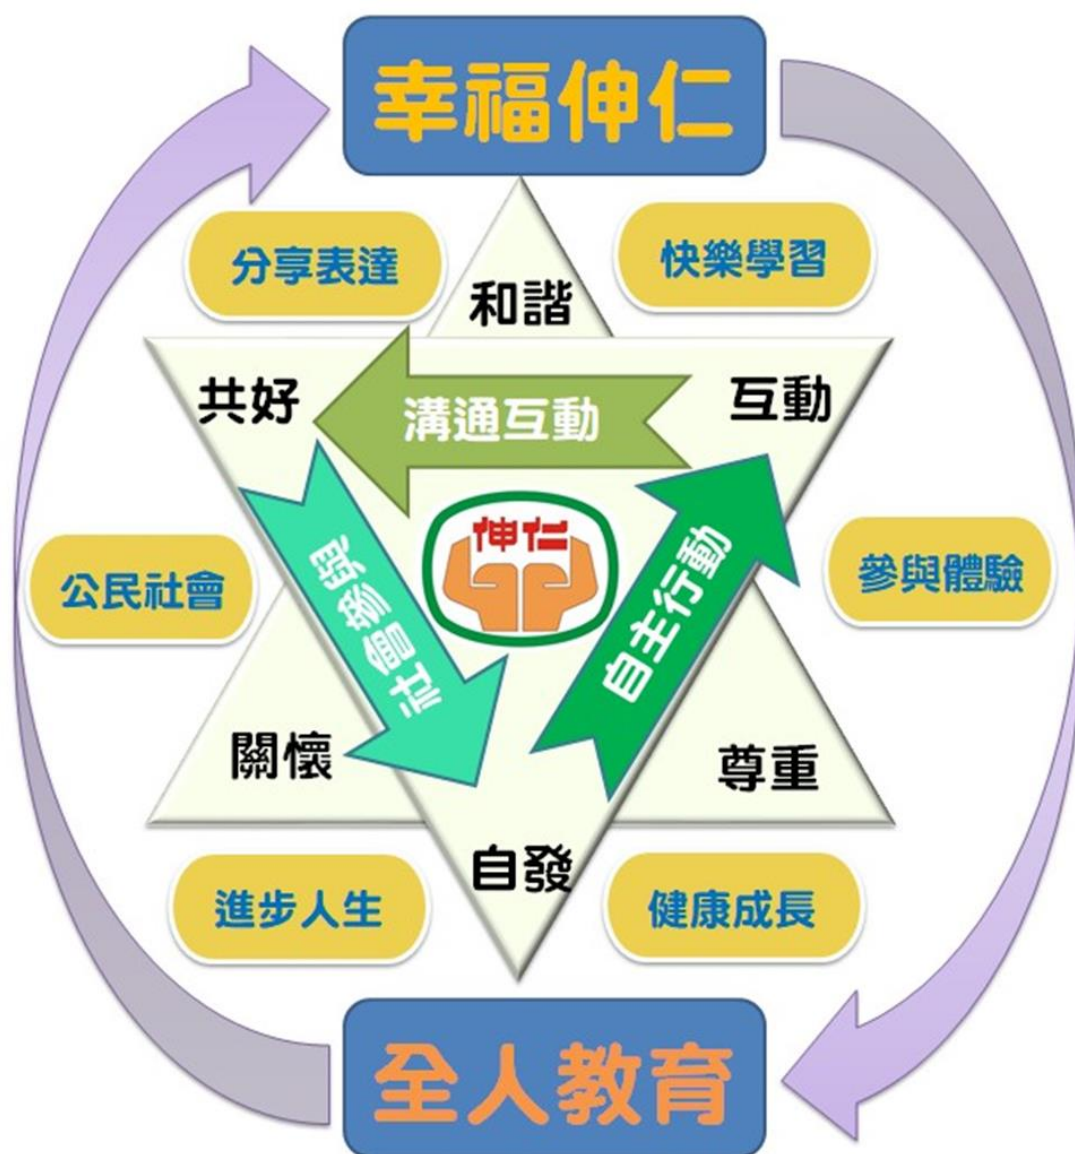 幸福伸仁
分享表達
快樂學習
和諧
共好
溝通互動
互動
伸仁
公民社會
社會參與
自主行動
參與體驗
關懷
尊重
自發
進步人生
健康成長
全人教育